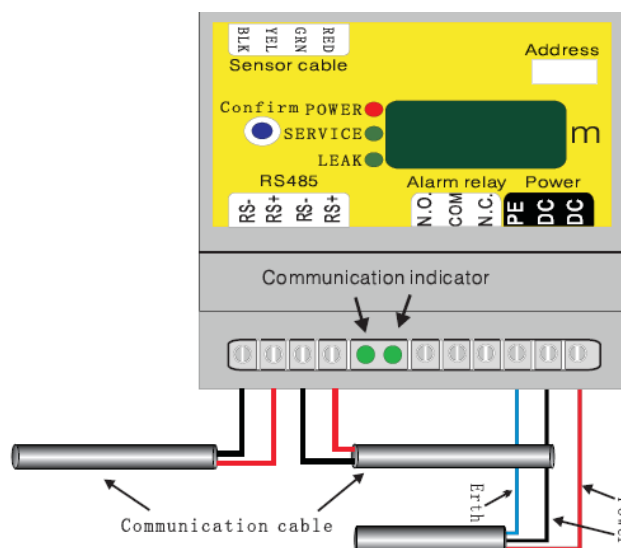 BLK YEL GRN RED
Sensor cable
Address
Confirm POWER
SERVICE
LEAK
m
RS485
Alarm relay
Power
RS- RS+ RS- RS+
N.O. COM N.C.
PE DC DC
Communication indicator
Communication cable
Erth